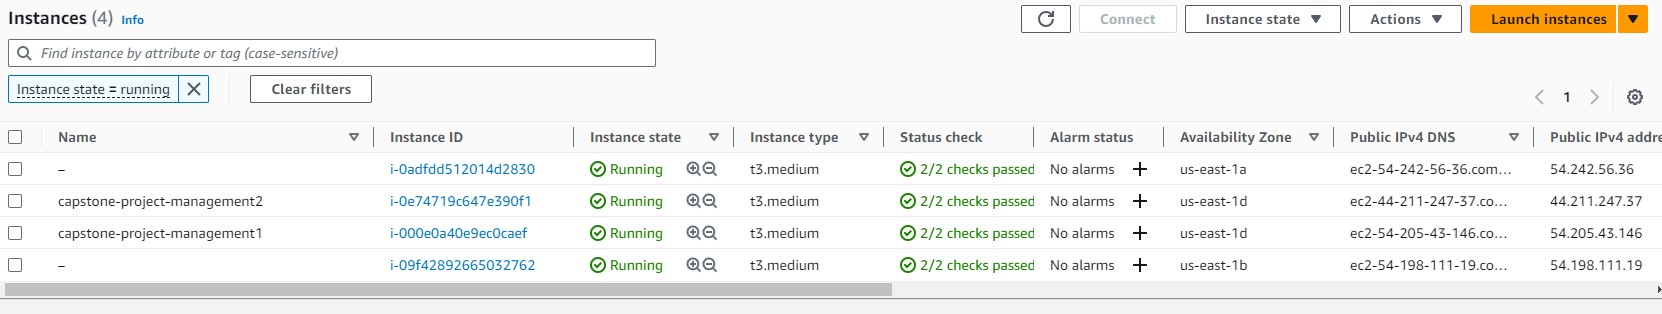 Instances (4) Info Connect Instance state Actions Launch instances
Find instance by attribute or tag (case-sensitive)
Instance state = running Clear filters 1
Name Instance ID Instance state Instance type Status check Alarm status Availability Zone Public IPv4 DNS Public IPv4 addre
– i-0adfdd512014d2830 Running t3.medium 2/2 checks passed No alarms + us-east-1a ec2-54-242-56-36.com... 54.242.56.36
capstone-project-management2 i-0e74719c647e390f1 Running t3.medium 2/2 checks passed No alarms + us-east-1d ec2-44-211-247-37.co... 44.211.247.37
capstone-project-management1 i-000e0a40e9ec0caef Running t3.medium 2/2 checks passed No alarms + us-east-1d ec2-54-205-43-146.co... 54.205.43.146
– i-09f42892665032762 Running t3.medium 2/2 checks passed No alarms + us-east-1b ec2-54-198-111-19.co... 54.198.111.19